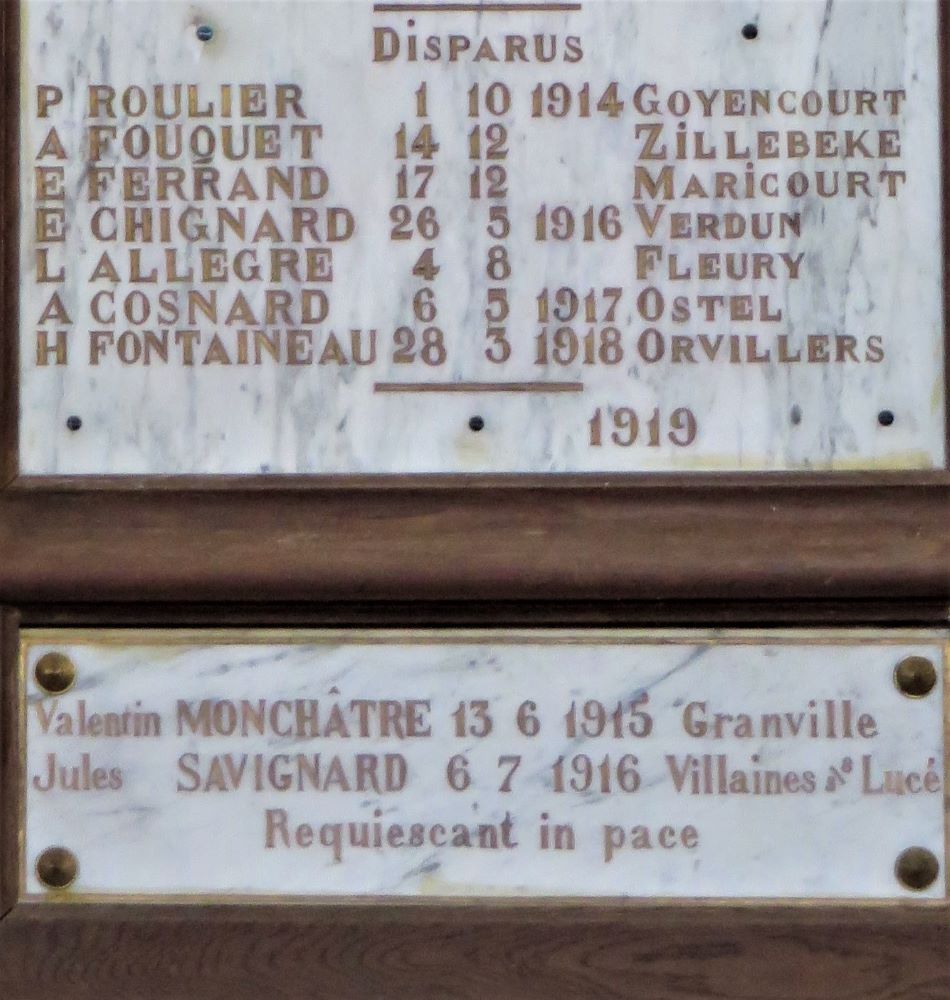 DiSPARUS
P ROULIER 1 10 1914 GOYENCOURT
A FOUQUET 14 12 ZiLLEBEKE
E FERRAND 17 12 MARiCOURT
E CHIGNARD 26 5 1916 VERDUN
L ALLEGRE 4 8 FLEURY
A COSNARD 6 5 1917 OSTEL
H FONTAINEAU 28 3 1918 ORVILLERS
1919
Valentin MONCHÂTRE 13 6 1915 Granville
Jules SAVIGNARD 6 7 1916 Villaines s/s Lucé
Requiescant in pace